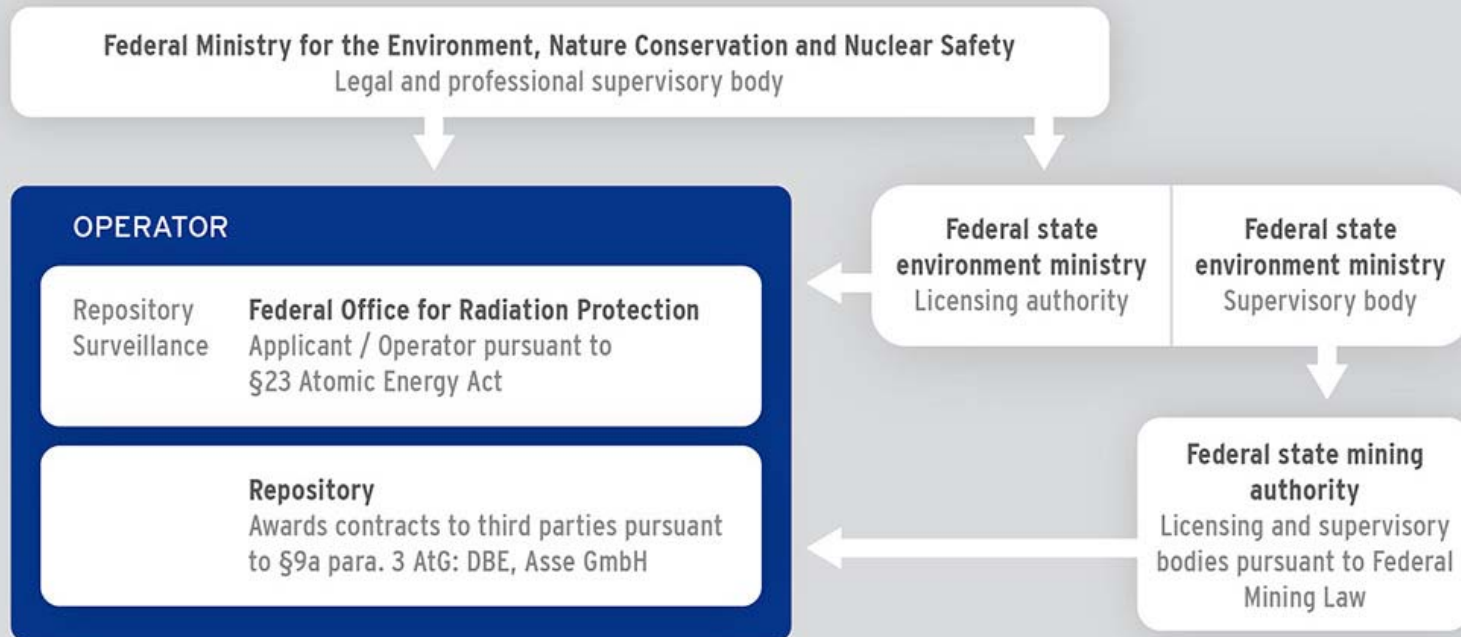 Federal Ministry for the Environment, Nature Conservation and Nuclear Safety
Legal and professional supervisory body
OPERATOR
Repository
Surveillance
Federal Office for Radiation Protection
Applicant / Operator pursuant to
§23 Atomic Energy Act
Repository
Awards contracts to third parties pursuant
to §9a para. 3 AtG: DBE, Asse GmbH
Federal state
environment ministry
Licensing authority
Federal state
environment ministry
Supervisory body
Federal state mining
authority
Licensing and supervisory
bodies pursuant to Federal
Mining Law